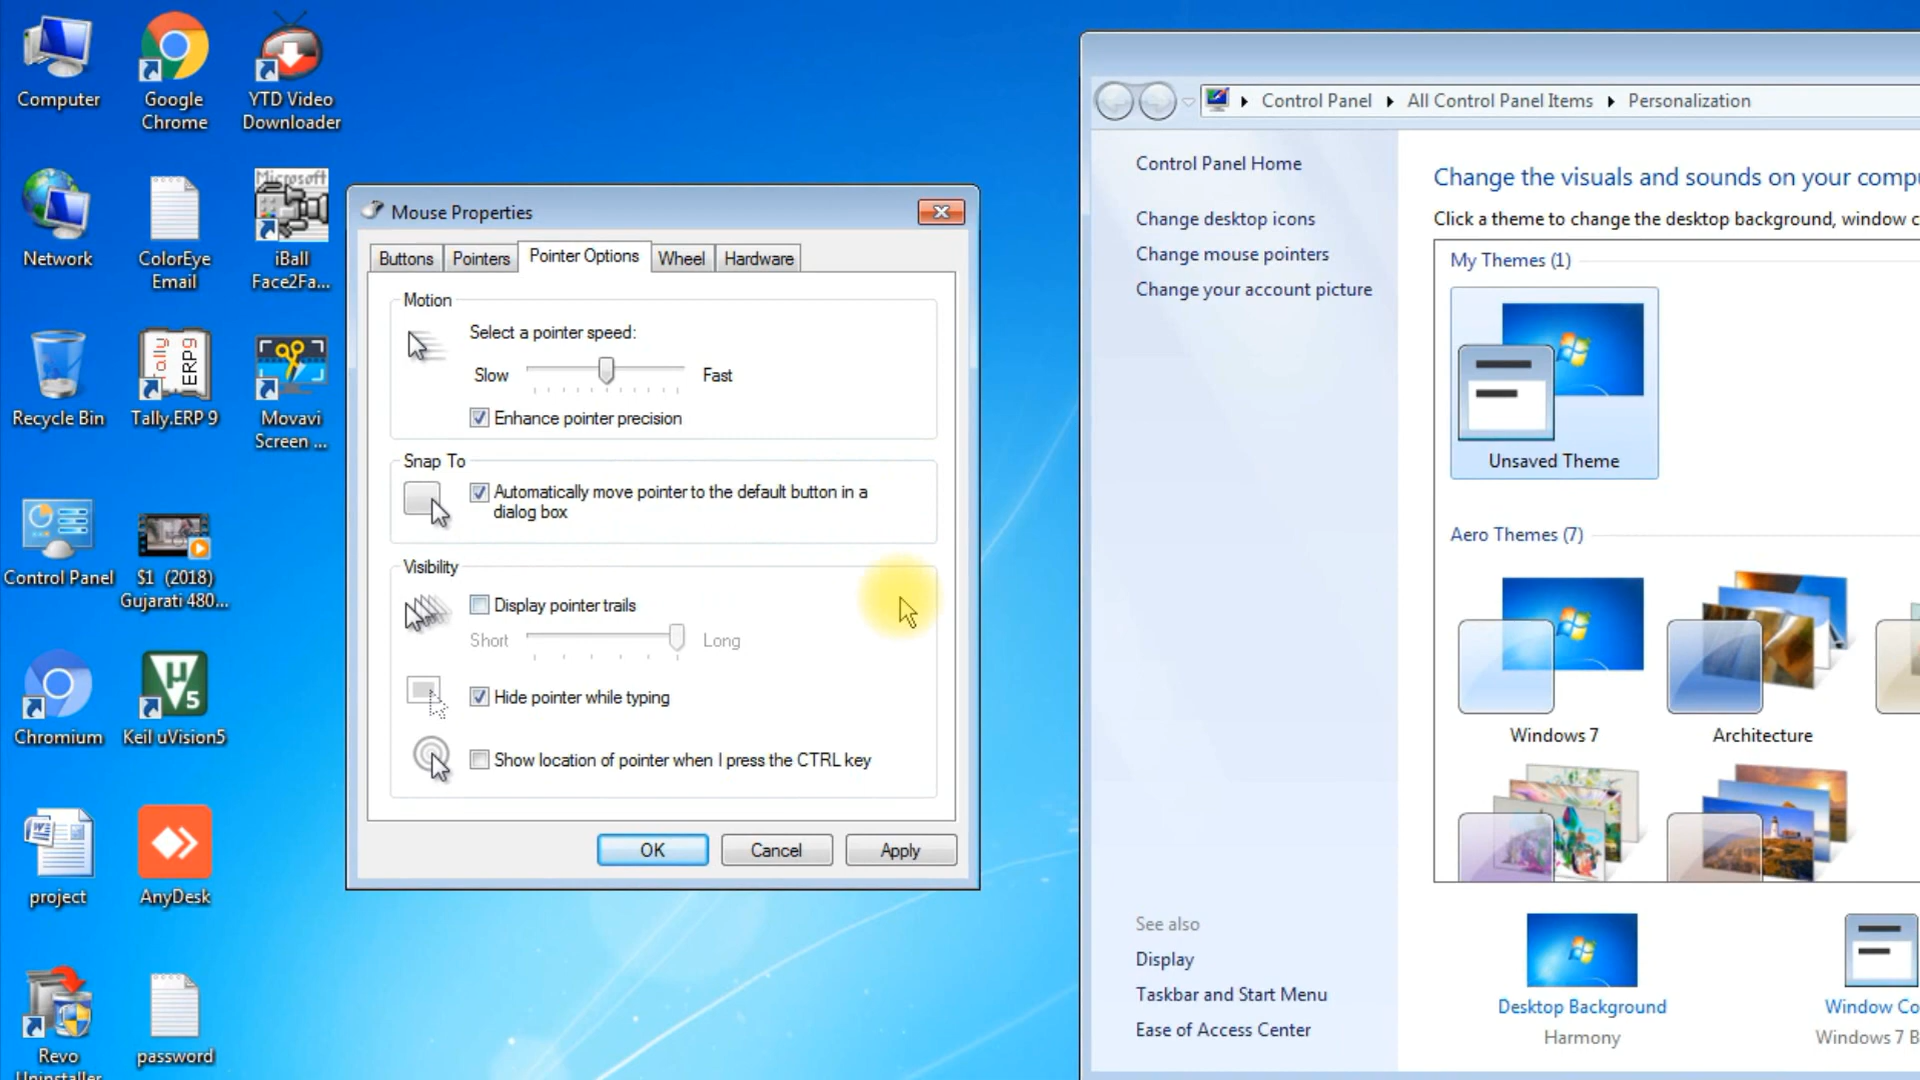 Computer
Google
Chrome
YTD Video
Downloader
Network
ColorEye
Email
Microsoft
iBall
Face2Fa...
Recycle Bin
Tally
ERP9
Tally.ERP 9
Movavi
Screen ...
Control Panel
$1 (2018)
Gujarati 480...
Chromium
µ
V5
Keil uVision5
project
AnyDesk
Revo
Uninstaller
password
Mouse Properties
Buttons
Pointers
Pointer Options
Wheel
Hardware
Motion
Select a pointer speed:
Slow
Fast
Enhance pointer precision
Snap To
Automatically move pointer to the default button in a
dialog box
Visibility
Display pointer trails
Short
Long
Hide pointer while typing
Show location of pointer when I press the CTRL key
OK
Cancel
Apply
Control Panel
All Control Panel Items
Personalization
Control Panel Home
Change desktop icons
Change mouse pointers
Change your account picture
See also
Display
Taskbar and Start Menu
Ease of Access Center
Change the visuals and sounds on your compu
Click a theme to change the desktop background, window c
My Themes (1)
Unsaved Theme
Aero Themes (7)
Windows 7
Architecture
Desktop Background
Harmony
Window Co
Windows 7 B